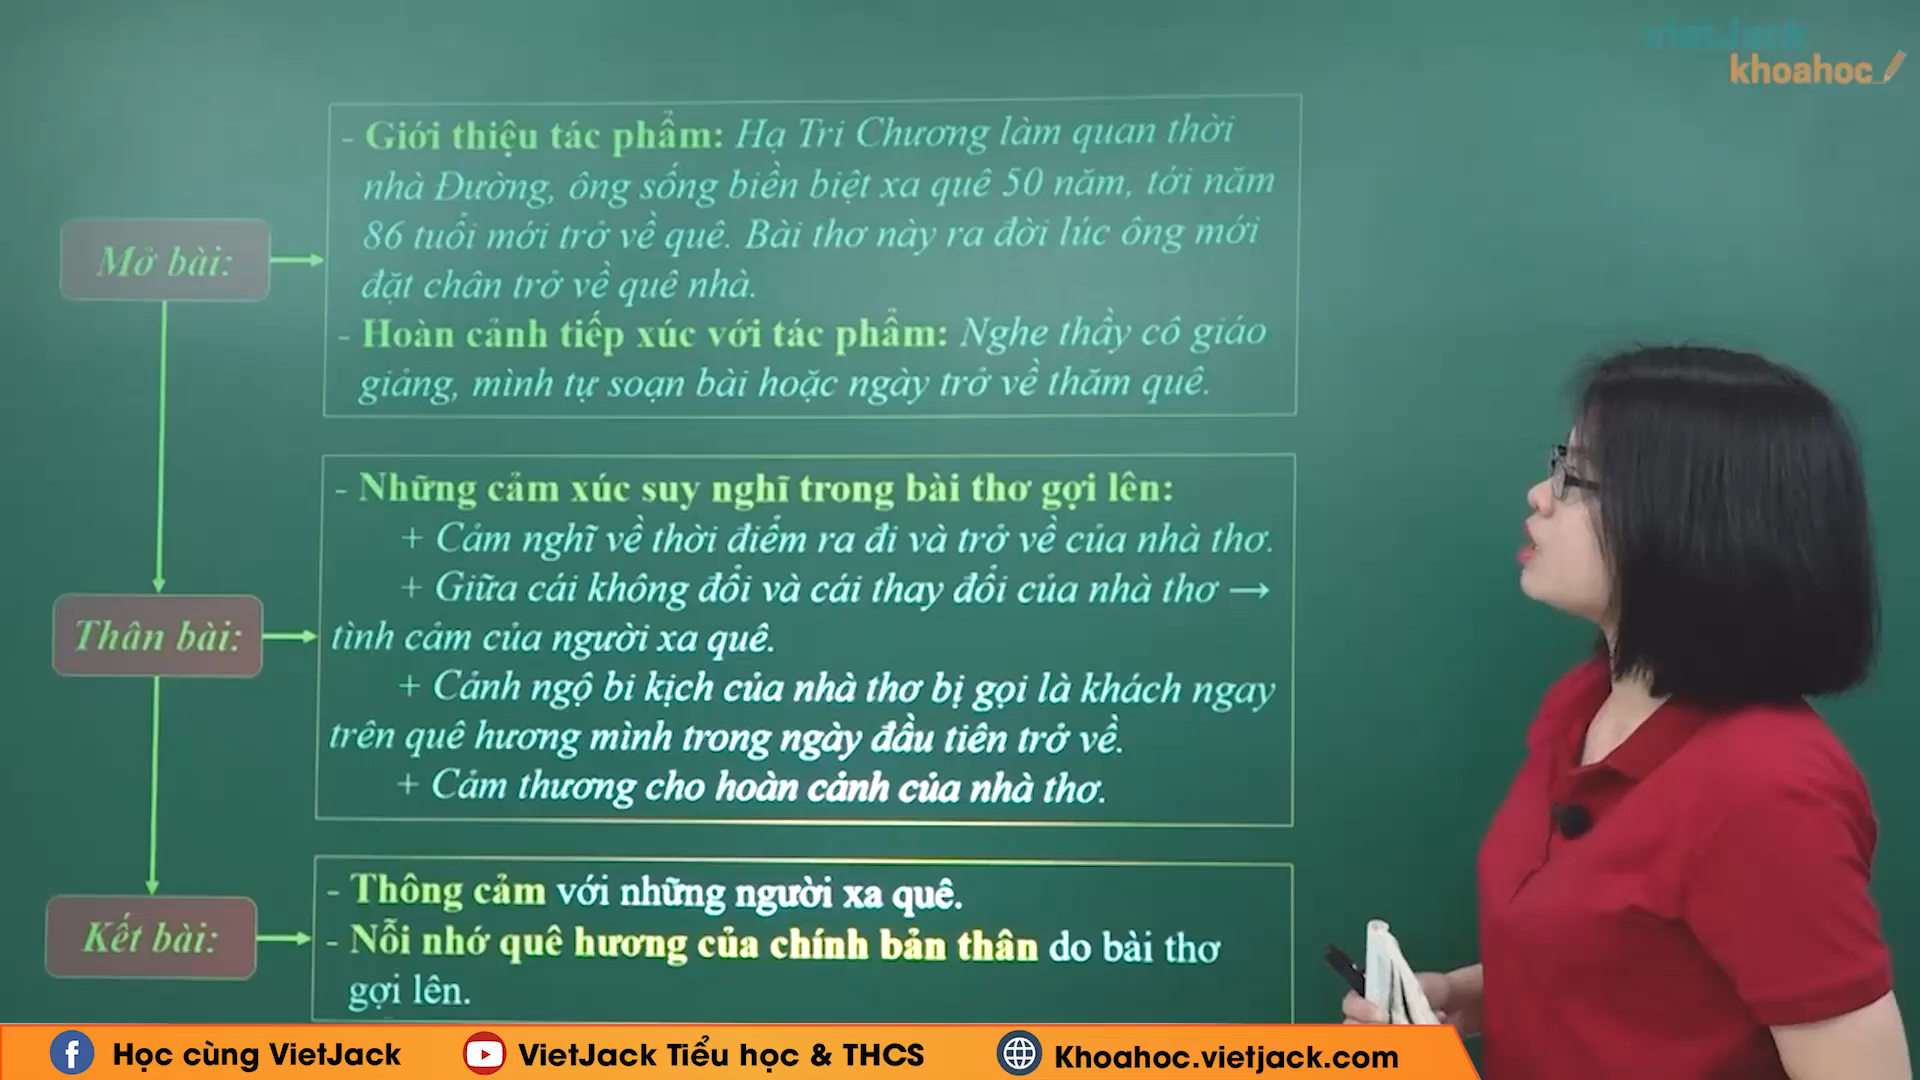 vietJack
khoahoc
- Giới thiệu tác phẩm: Hạ Tri Chương làm quan thời
nhà Đường, ông sống biền biệt xa quê 50 năm, tới năm
86 tuổi mới trở về quê. Bài thơ này ra đời lúc ông mới
đặt chân trở về quê nhà.
- Hoàn cảnh tiếp xúc với tác phẩm: Nghe thầy cô giáo
giảng, mình tự soạn bài hoặc ngày trở về thăm quê.
Mở bài:
- Những cảm xúc suy nghĩ trong bài thơ gợi lên:
+ Cảm nghĩ về thời điểm ra đi và trở về của nhà thơ.
+ Giữa cái không đổi và cái thay đổi của nhà thơ →
tình cảm của người xa quê.
+ Cảnh ngộ bi kịch của nhà thơ bị gọi là khách ngay
trên quê hương mình trong ngày đầu tiên trở về.
+ Cảm thương cho hoàn cảnh của nhà thơ.
Thân bài:
- Thông cảm với những người xa quê.
- Nỗi nhớ quê hương của chính bản thân do bài thơ
gợi lên.
Kết bài:
Học cùng VietJack
VietJack Tiểu học & THCS
Khoahoc.vietjack.com